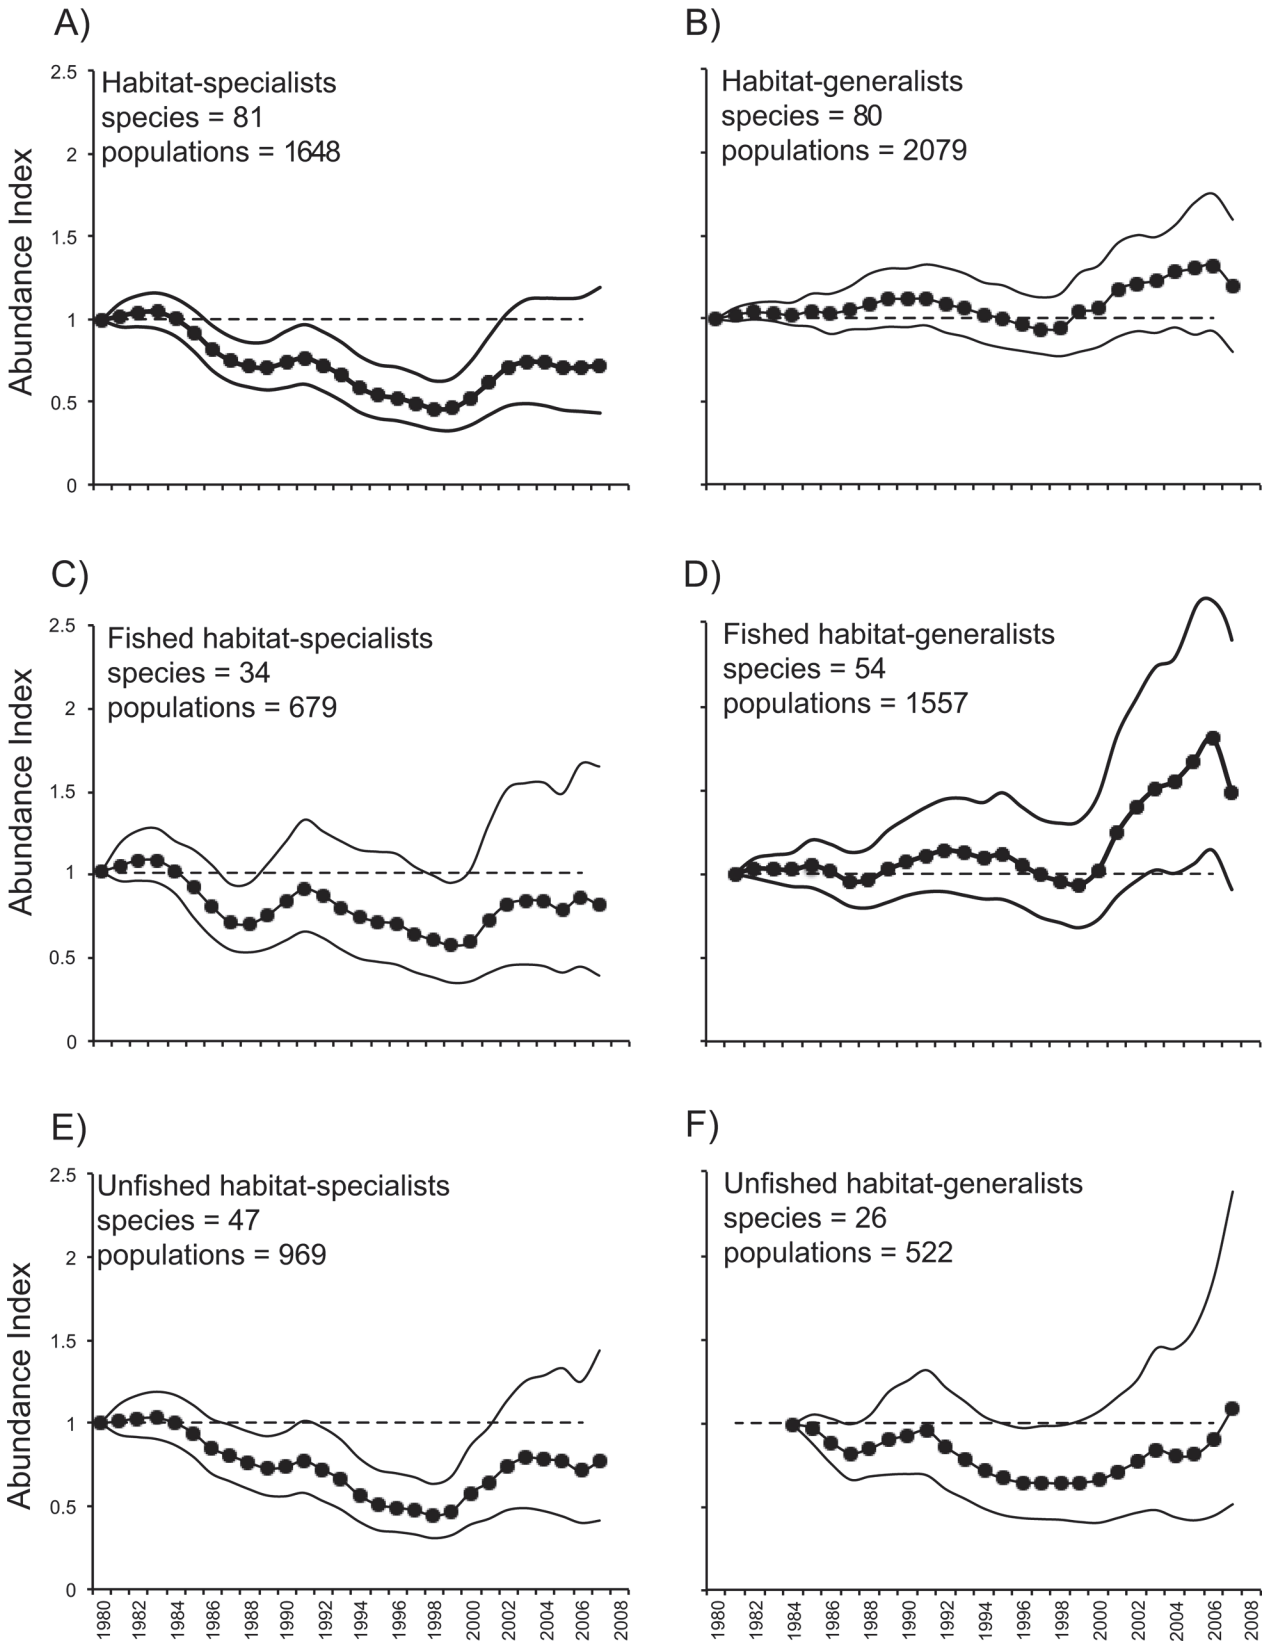 A)
Habitat-specialists
species = 81
populations = 1648
Abundance Index
2.5
2
1.5
1
0.5
0
B)
Habitat-generalists
species = 80
populations = 2079
C)
Fished habitat-specialists
species = 34
populations = 679
Abundance Index
2.5
2
1.5
1
0.5
0
D)
Fished habitat-generalists
species = 54
populations = 1557
E)
Unfished habitat-specialists
species = 47
populations = 969
Abundance Index
2.5
2
1.5
1
0.5
0
1980
1982
1984
1986
1988
1990
1992
1994
1996
1998
2000
2002
2004
2006
2008
F)
Unfished habitat-generalists
species = 26
populations = 522
1980
1982
1984
1986
1988
1990
1992
1994
1996
1998
2000
2002
2004
2006
2008